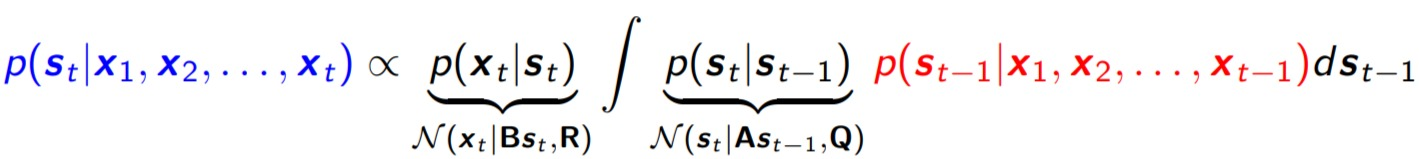 p(s_t|x_1, x_2, . . . , x_t) ∝ p(x_t|s_t) ∫ p(s_t|s_{t−1}) p(s_{t−1}|x_1, x_2, . . . , x_{t−1})ds_{t−1}
𝒩(x_t|Bs_t,R) 𝒩(s_t|As_{t−1},Q)